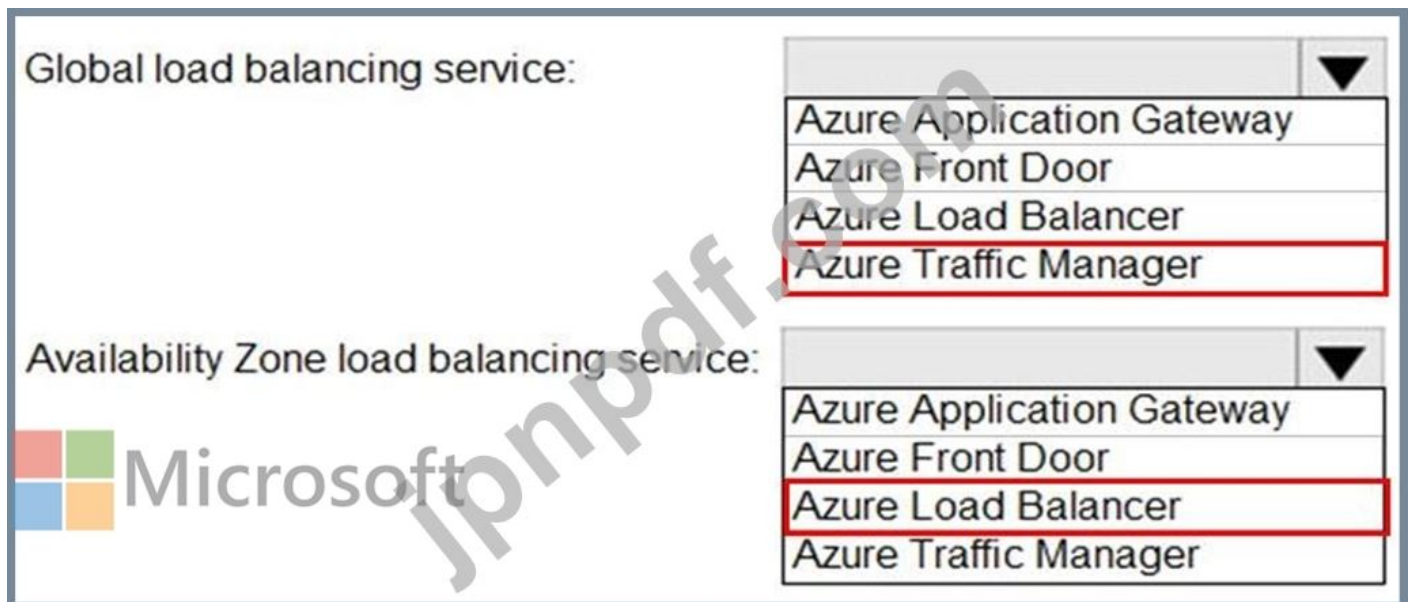 Global load balancing service:
Azure Application Gateway
Azure Front Door
Azure Load Balancer
Azure Traffic Manager
Availability Zone load balancing service:
Azure Application Gateway
Azure Front Door
Azure Load Balancer
Azure Traffic Manager
Microsoft
jpnpdf.com